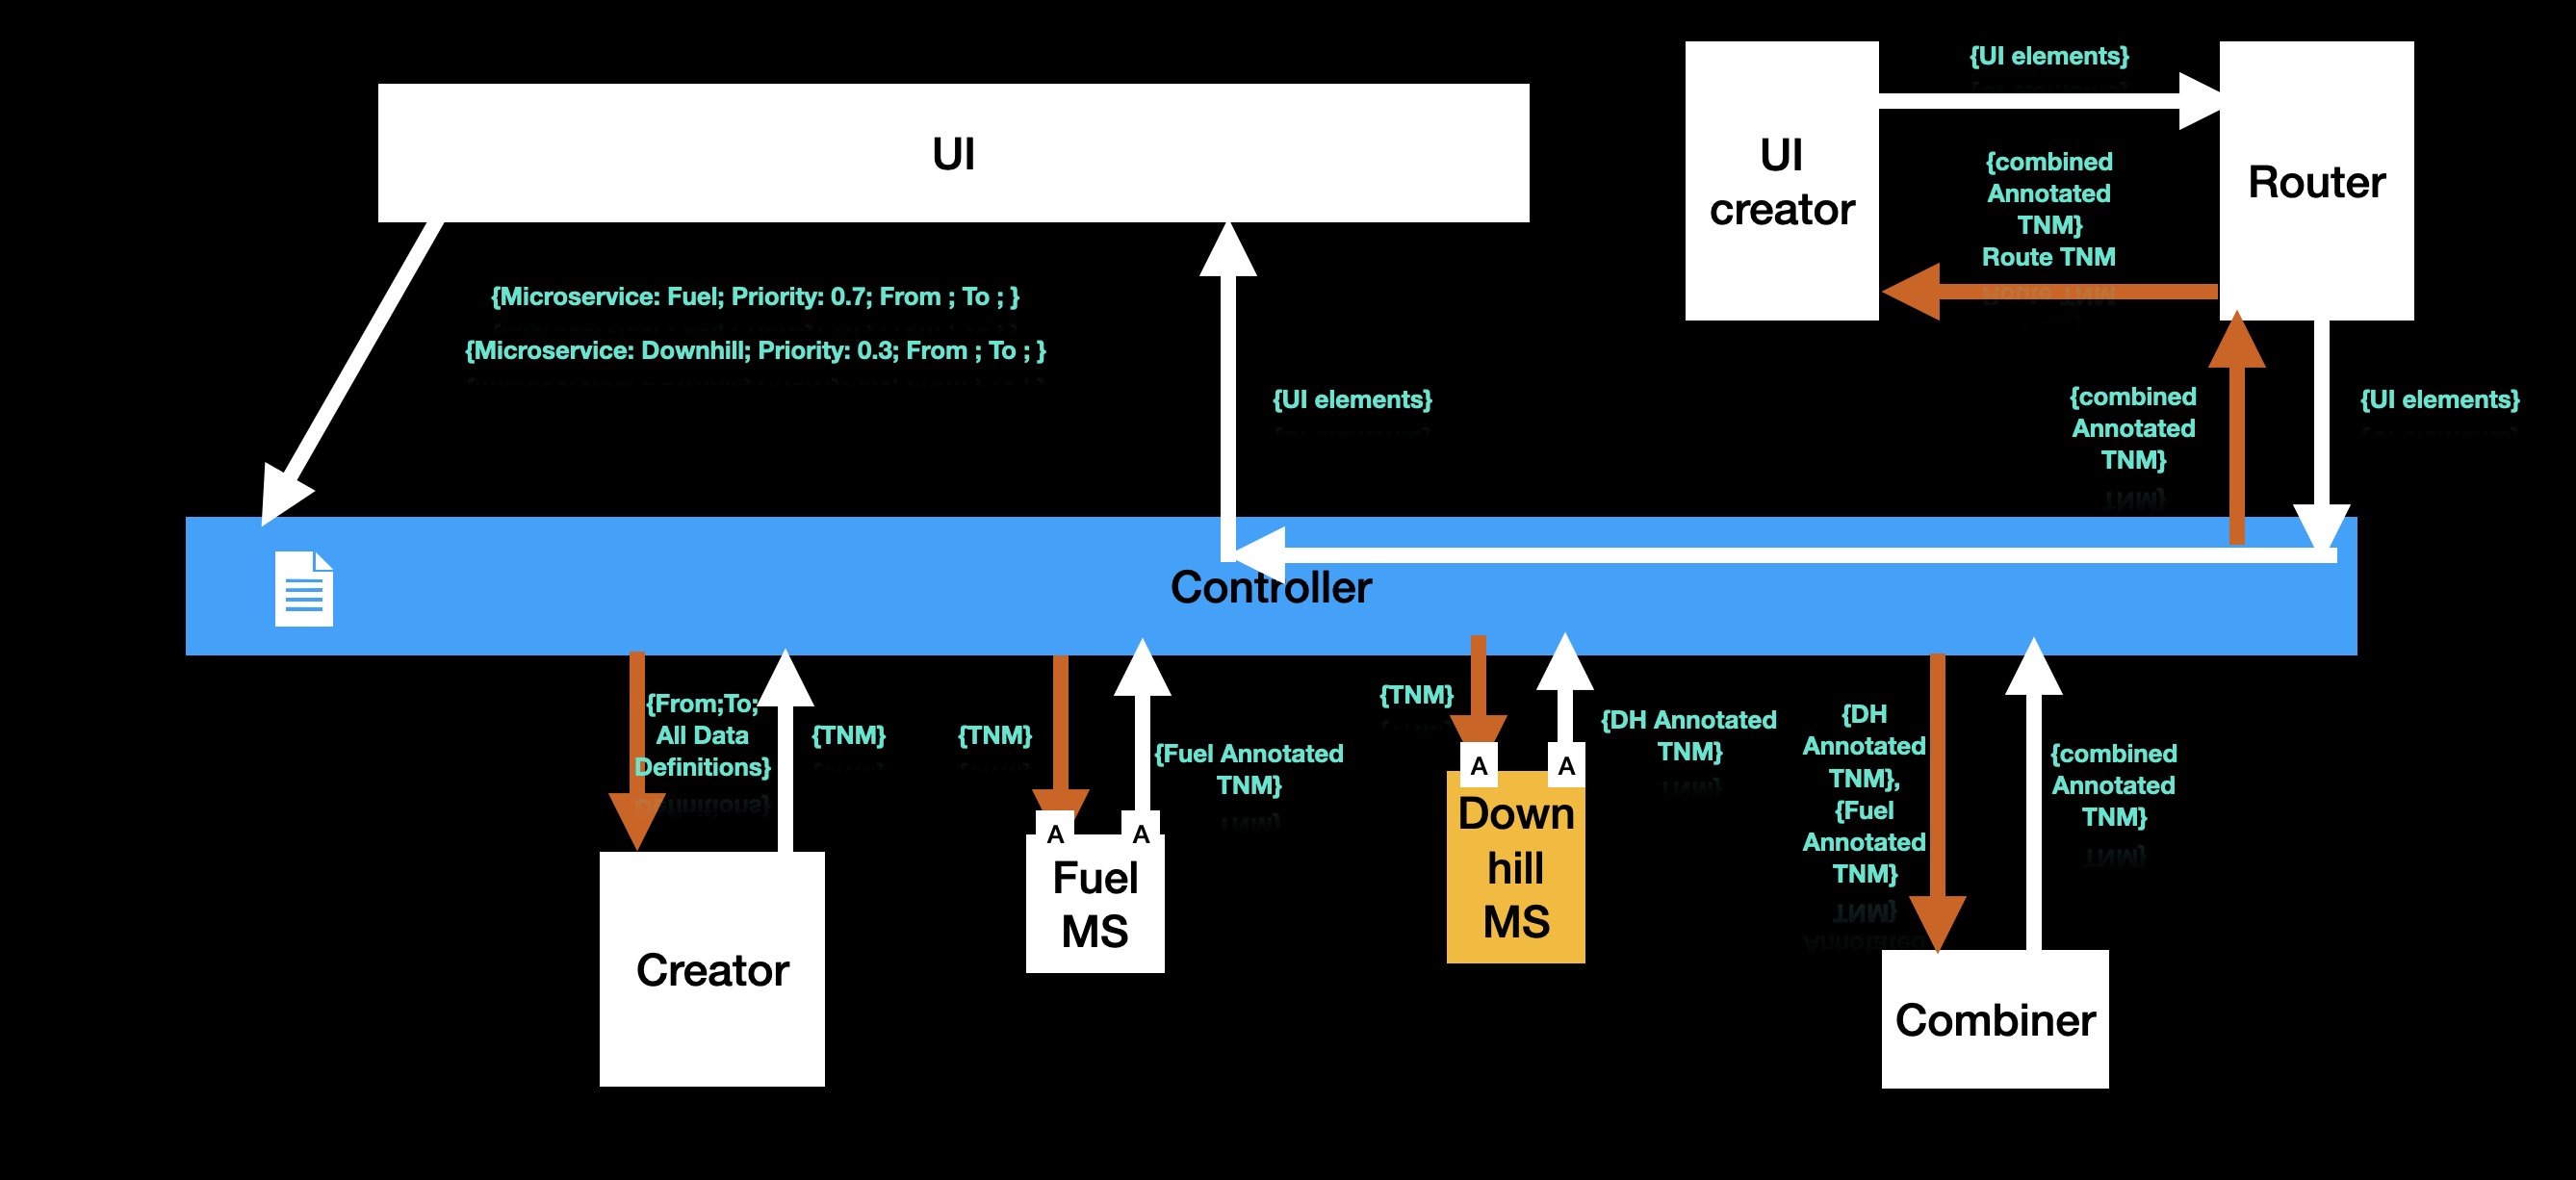 UI
{Microservice: Fuel; Priority: 0.7; From ; To ; }
{Microservice: Downhill; Priority: 0.3; From ; To ; }
{UI elements}
UI
creator
{UI elements}
{combined
Annotated
TNM}
Route TNM
Router
{combined
Annotated
TNM}
{UI elements}
Controller
{From;To;
All Data
Definitions}
{TNM}
Creator
{TNM}
{Fuel Annotated
TNM}
A
A
Fuel
MS
{TNM}
{DH Annotated
TNM}
A
A
Down
hill
MS
{DH
Annotated
TNM},
{Fuel
Annotated
TNM}
{combined
Annotated
TNM}
Combiner